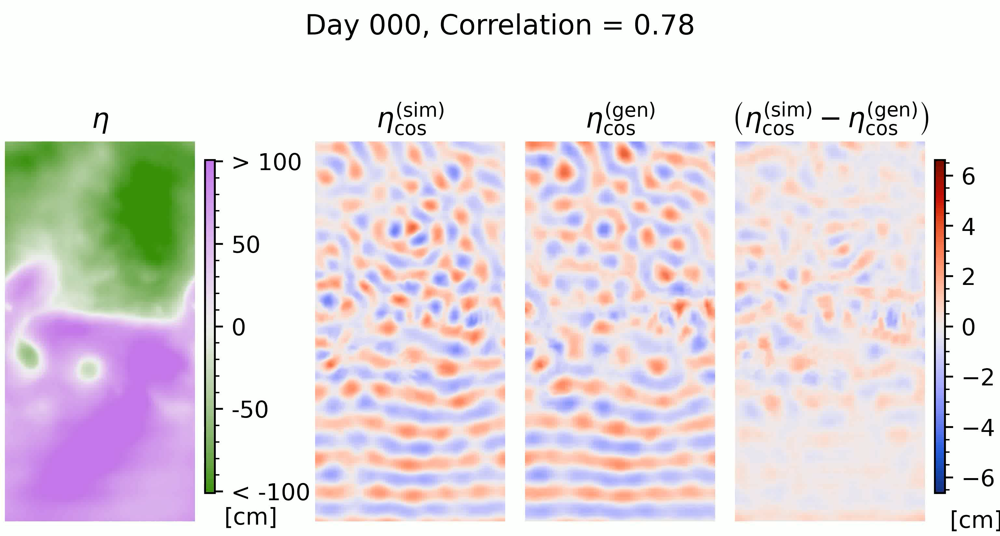 Day 000, Correlation = 0.78
η
η_cos^(sim)
η_cos^(gen)
(η_cos^(sim) − η_cos^(gen))
> 100
50
0
-50
< -100
[cm]
6
4
2
0
−2
−4
−6
[cm]